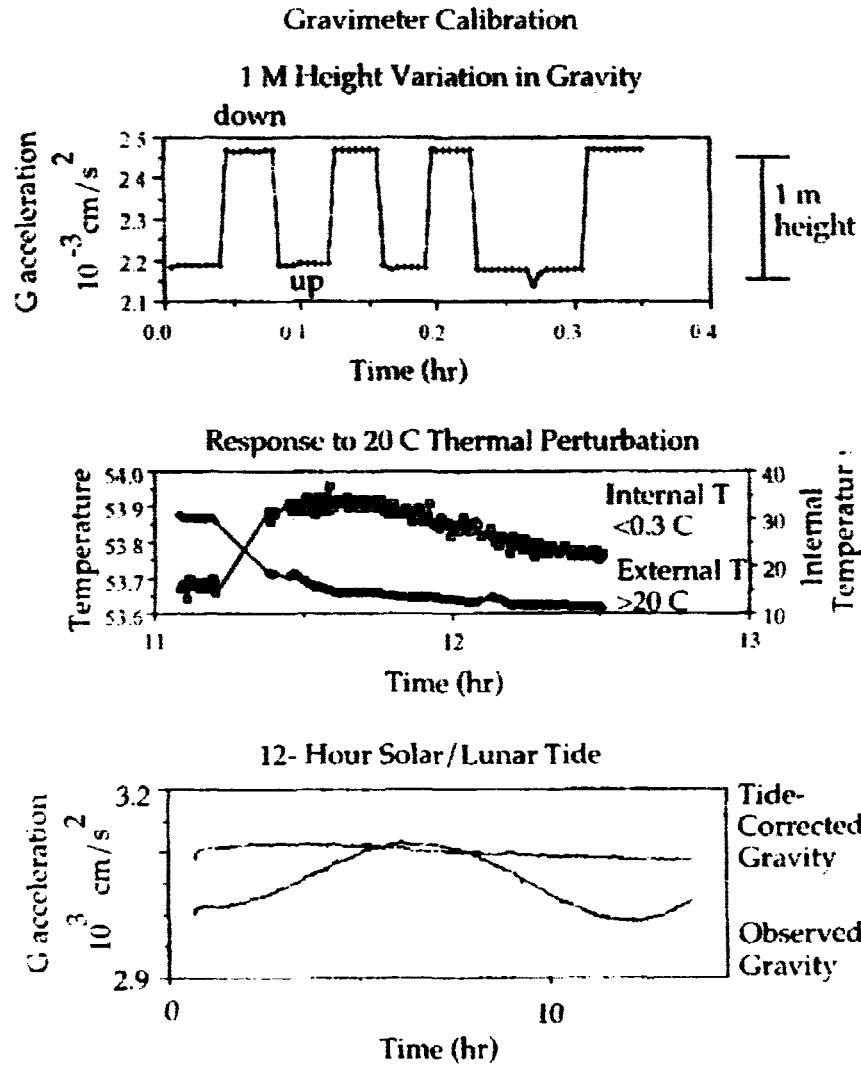 Gravimeter Calibration
1 M Height Variation in Gravity
down
G acceleration
10⁻³ cm/s²
2.5
2.4
2.3
2.2
2.1
up
0.0
0.1
0.2
0.3
0.4
Time (hr)
1 m
height
Response to 20 C Thermal Perturbation
Temperature
54.0
53.9
53.8
53.7
53.6
Internal T
<0.3 C
External T
>20 C
40
30
20
10
Internal
11
12
13
Time (hr)
12- Hour Solar/Lunar Tide
G acceleration
10³ cm/s²
3.2
2.9
0
10
Time (hr)
Tide-
Corrected
Gravity
Observed
Gravity